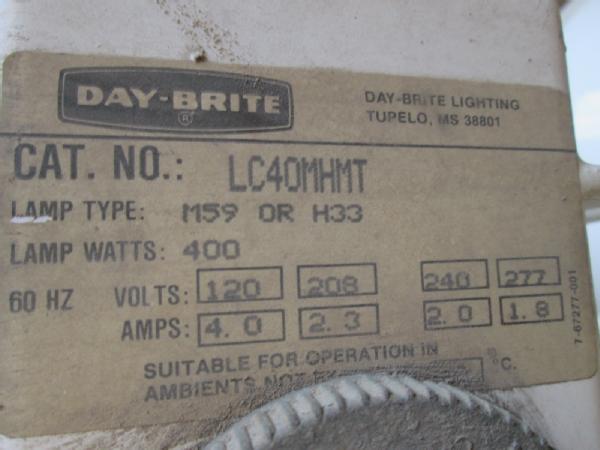 DAY-BRITE
®
DAY-BRITE LIGHTING
TUPELO, MS 38801
CAT. NO.: LC40MHMT
LAMP TYPE: M59 OR H33
LAMP WATTS: 400
60 HZ VOLTS: 120 208 240 277
AMPS: 4.0 2.3 2.0 1.8
SUITABLE FOR OPERATION IN
AMBIENTS NOT °C.
7-67277-001